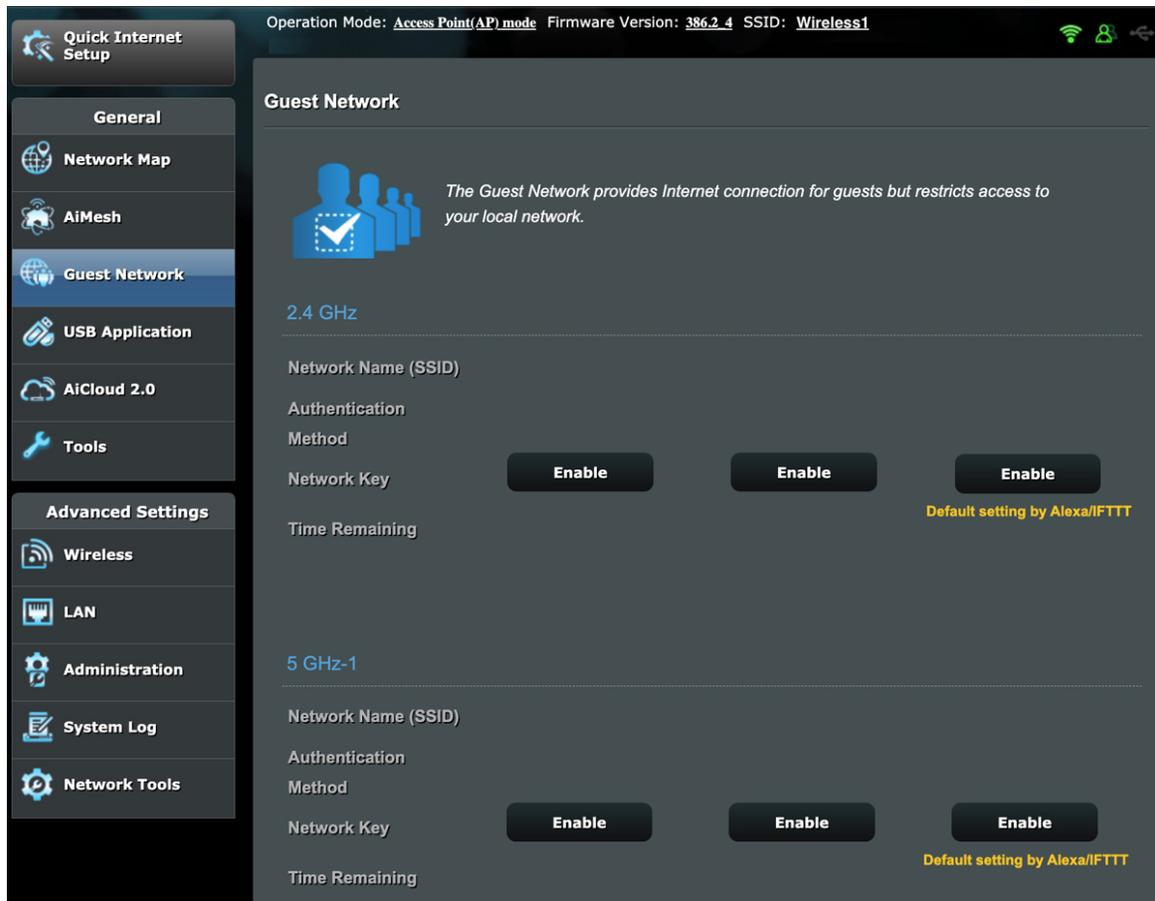 Operation Mode: Access Point(AP) mode Firmware Version: 386.2_4 SSID: Wireless1
Quick Internet
Setup
General
Network Map
AiMesh
Guest Network
USB Application
AiCloud 2.0
Tools
Advanced Settings
Wireless
LAN
Administration
System Log
Network Tools
Guest Network
The Guest Network provides Internet connection for guests but restricts access to
your local network.
2.4 GHz
Network Name (SSID)
Authentication
Method
Network Key
Time Remaining
Enable
Enable
Enable
Default setting by Alexa/IFTTT
5 GHz-1
Network Name (SSID)
Authentication
Method
Network Key
Time Remaining
Enable
Enable
Enable
Default setting by Alexa/IFTTT